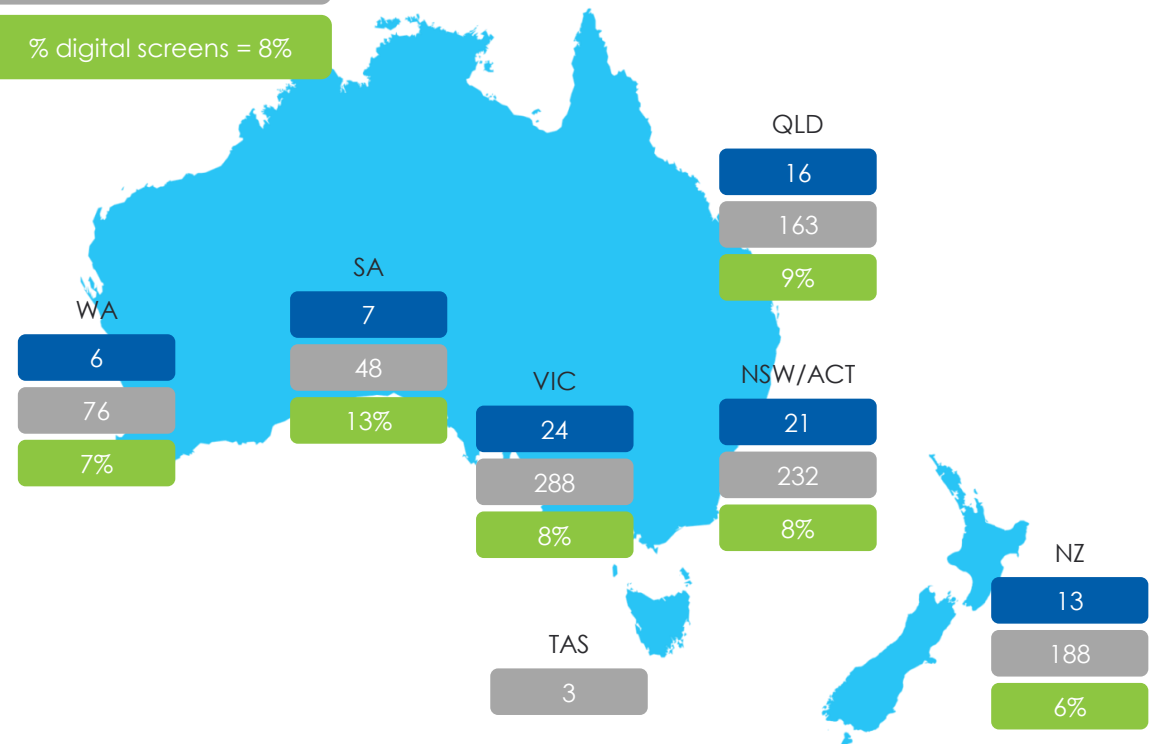 % digital screens = 8%
QLD
16
163
9%
SA
7
48
13%
WA
6
76
7%
VIC
24
288
8%
NSW/ACT
21
232
8%
NZ
13
188
6%
TAS
3